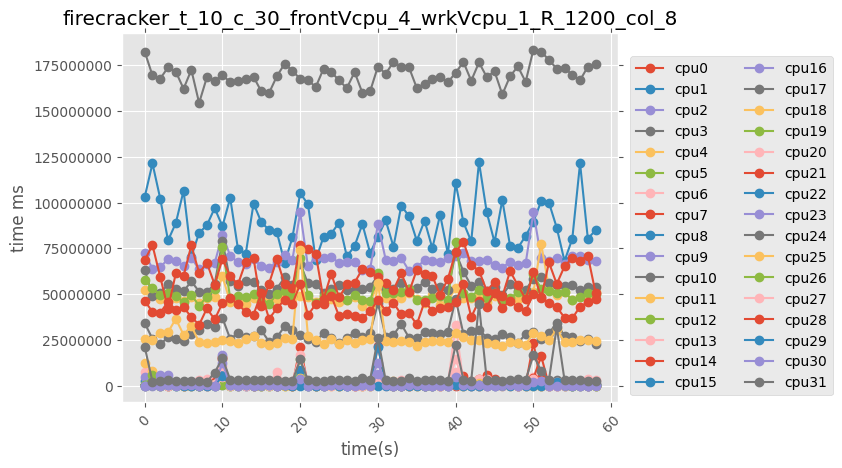 firecracker_t_10_c_30_frontVcpu_4_wrkVcpu_1_R_1200_col_8
175000000
150000000
125000000
100000000
75000000
50000000
25000000
0
time ms
0
10
20
30
40
50
60
time(s)
cpu0
cpu1
cpu2
cpu3
cpu4
cpu5
cpu6
cpu7
cpu8
cpu9
cpu10
cpu11
cpu12
cpu13
cpu14
cpu15
cpu16
cpu17
cpu18
cpu19
cpu20
cpu21
cpu22
cpu23
cpu24
cpu25
cpu26
cpu27
cpu28
cpu29
cpu30
cpu31